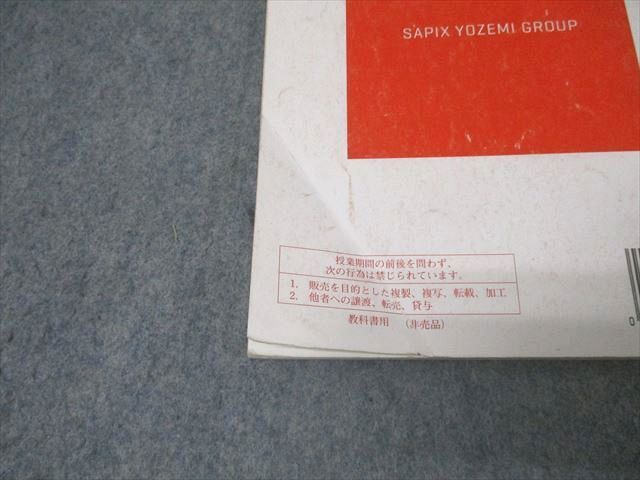 SAPIX YOZEMI GROUP
授業期間の前後を問わず、
次の行為は禁じられています。
1. 販売を目的とした複製、複写、転載、加工
2. 他者への譲渡、転売、貸与
教科書用 (非売品)
0